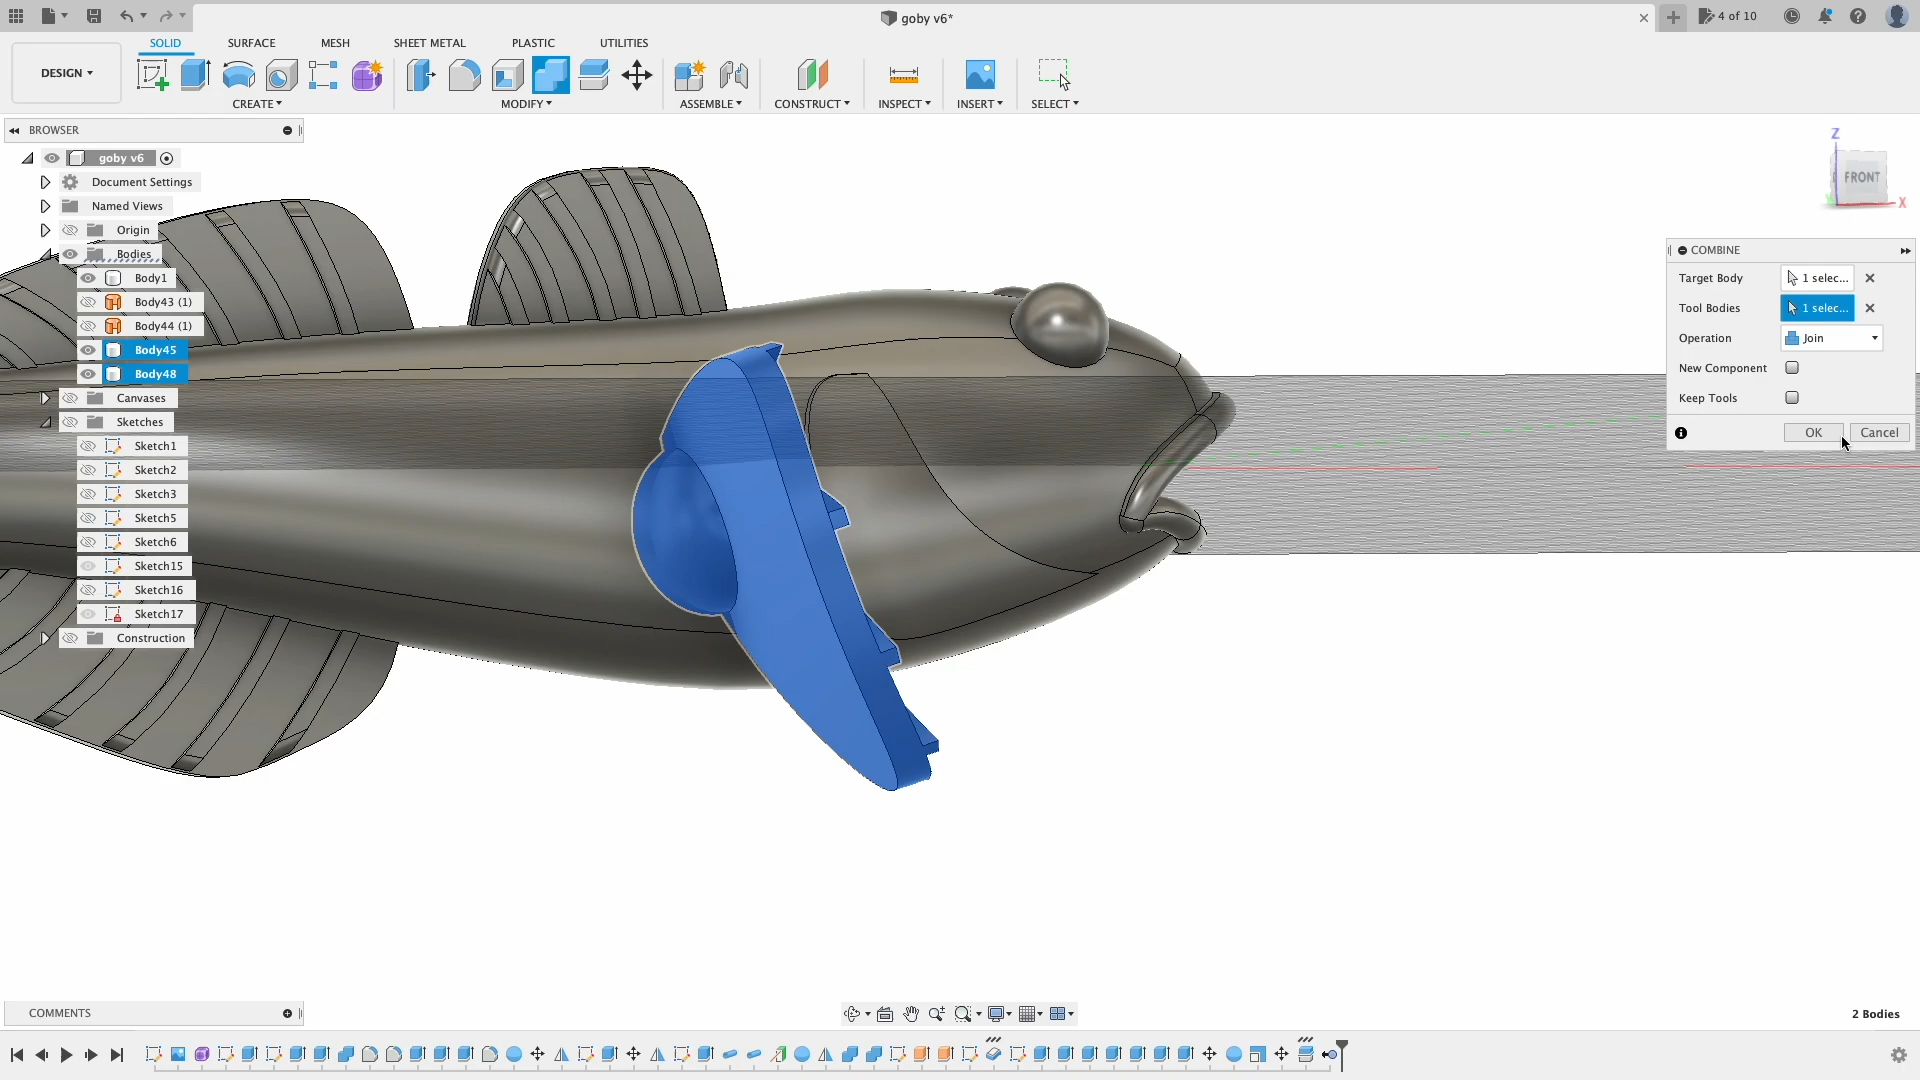 goby v6*
4 of 10
SOLID
SURFACE
MESH
SHEET METAL
PLASTIC
UTILITIES
DESIGN
CREATE
MODIFY
ASSEMBLE
CONSTRUCT
INSPECT
INSERT
SELECT
BROWSER
goby v6
Document Settings
Named Views
Origin
Bodies
Body1
Body43 (1)
Body44 (1)
Body45
Body48
Canvases
Sketches
Sketch1
Sketch2
Sketch3
Sketch5
Sketch6
Sketch15
Sketch16
Sketch17
Construction
Z
FRONT
X
COMBINE
Target Body 1 selec...
Tool Bodies 1 selec...
Operation Join
New Component
Keep Tools
OK Cancel
COMMENTS
2 Bodies